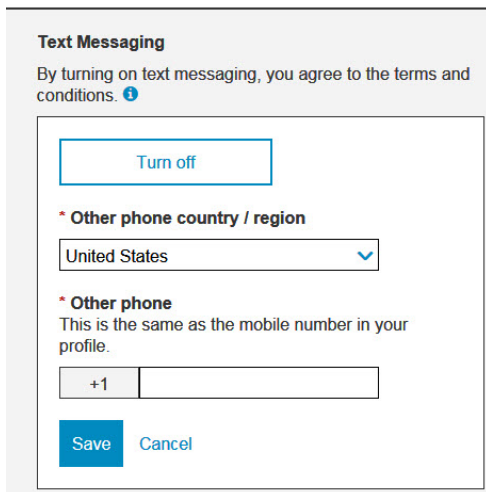 Text Messaging
By turning on text messaging, you agree to the terms and
conditions. i
Turn off
* Other phone country / region
United States
* Other phone
This is the same as the mobile number in your
profile.
+1
Save Cancel